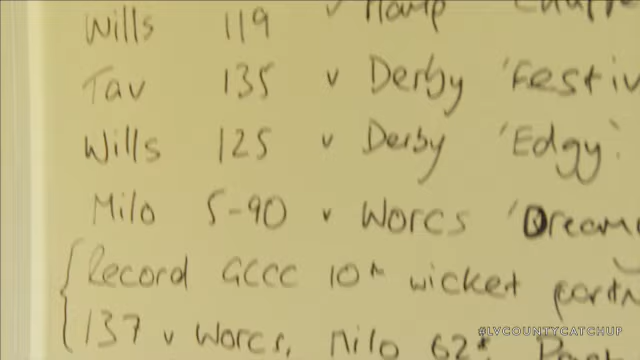 Wills 119 v Hamp
Tav 135 v Derby 'Festiv
Wills 125 v Derby 'Edgy'.
Milo 5-90 v Worcs 'Dream
Record GCCC 10th wicket partn
137 v Worcs, Milo 62*
#LVCOUNTYCATCHUP